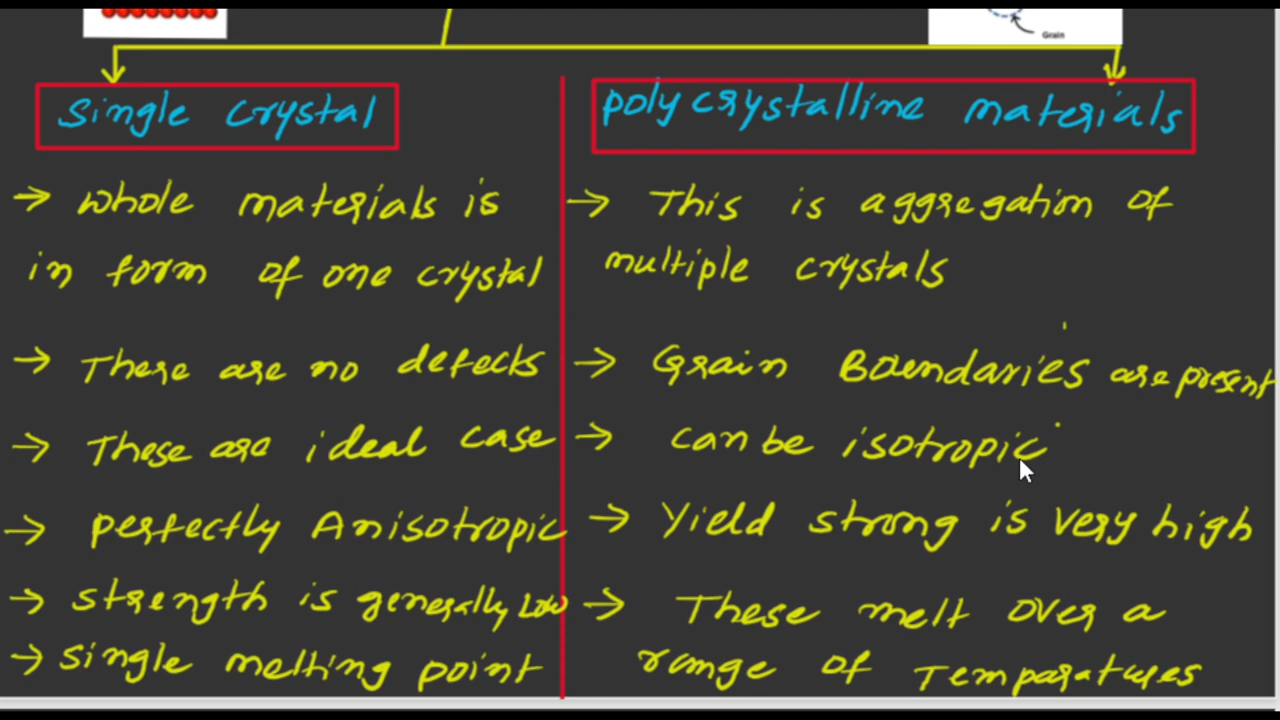 Grain
Single Crystal
poly crystalline materials
→ whole materials is
in form of one crystal
→ There are no defects
→ These are ideal case
→ perfectly Anisotropic
→ strength is generally Low
→ single melting point
→ This is aggregation of
multiple crystals
→ Grain Boundaries are present
→ can be isotropic
→ Yield strong is very high
→ These melt over a
range of Temparatures